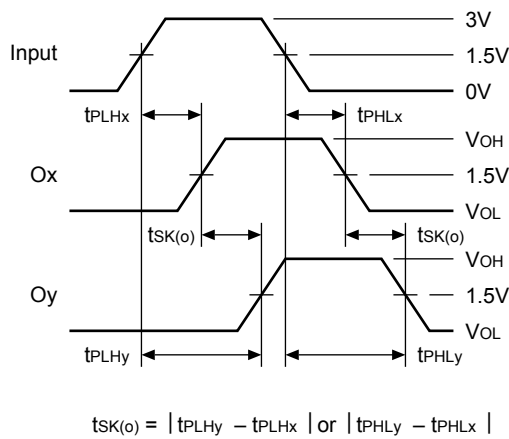 3V
Input
1.5V
0V
tPLHx
tPHLx
VOH
Ox
1.5V
VOL
tSK(o)
tSK(o)
VOH
Oy
1.5V
VOL
tPLHy
tPHLy
tSK(o) = | tPLHy – tPLHx | or | tPHLy – tPHLx |